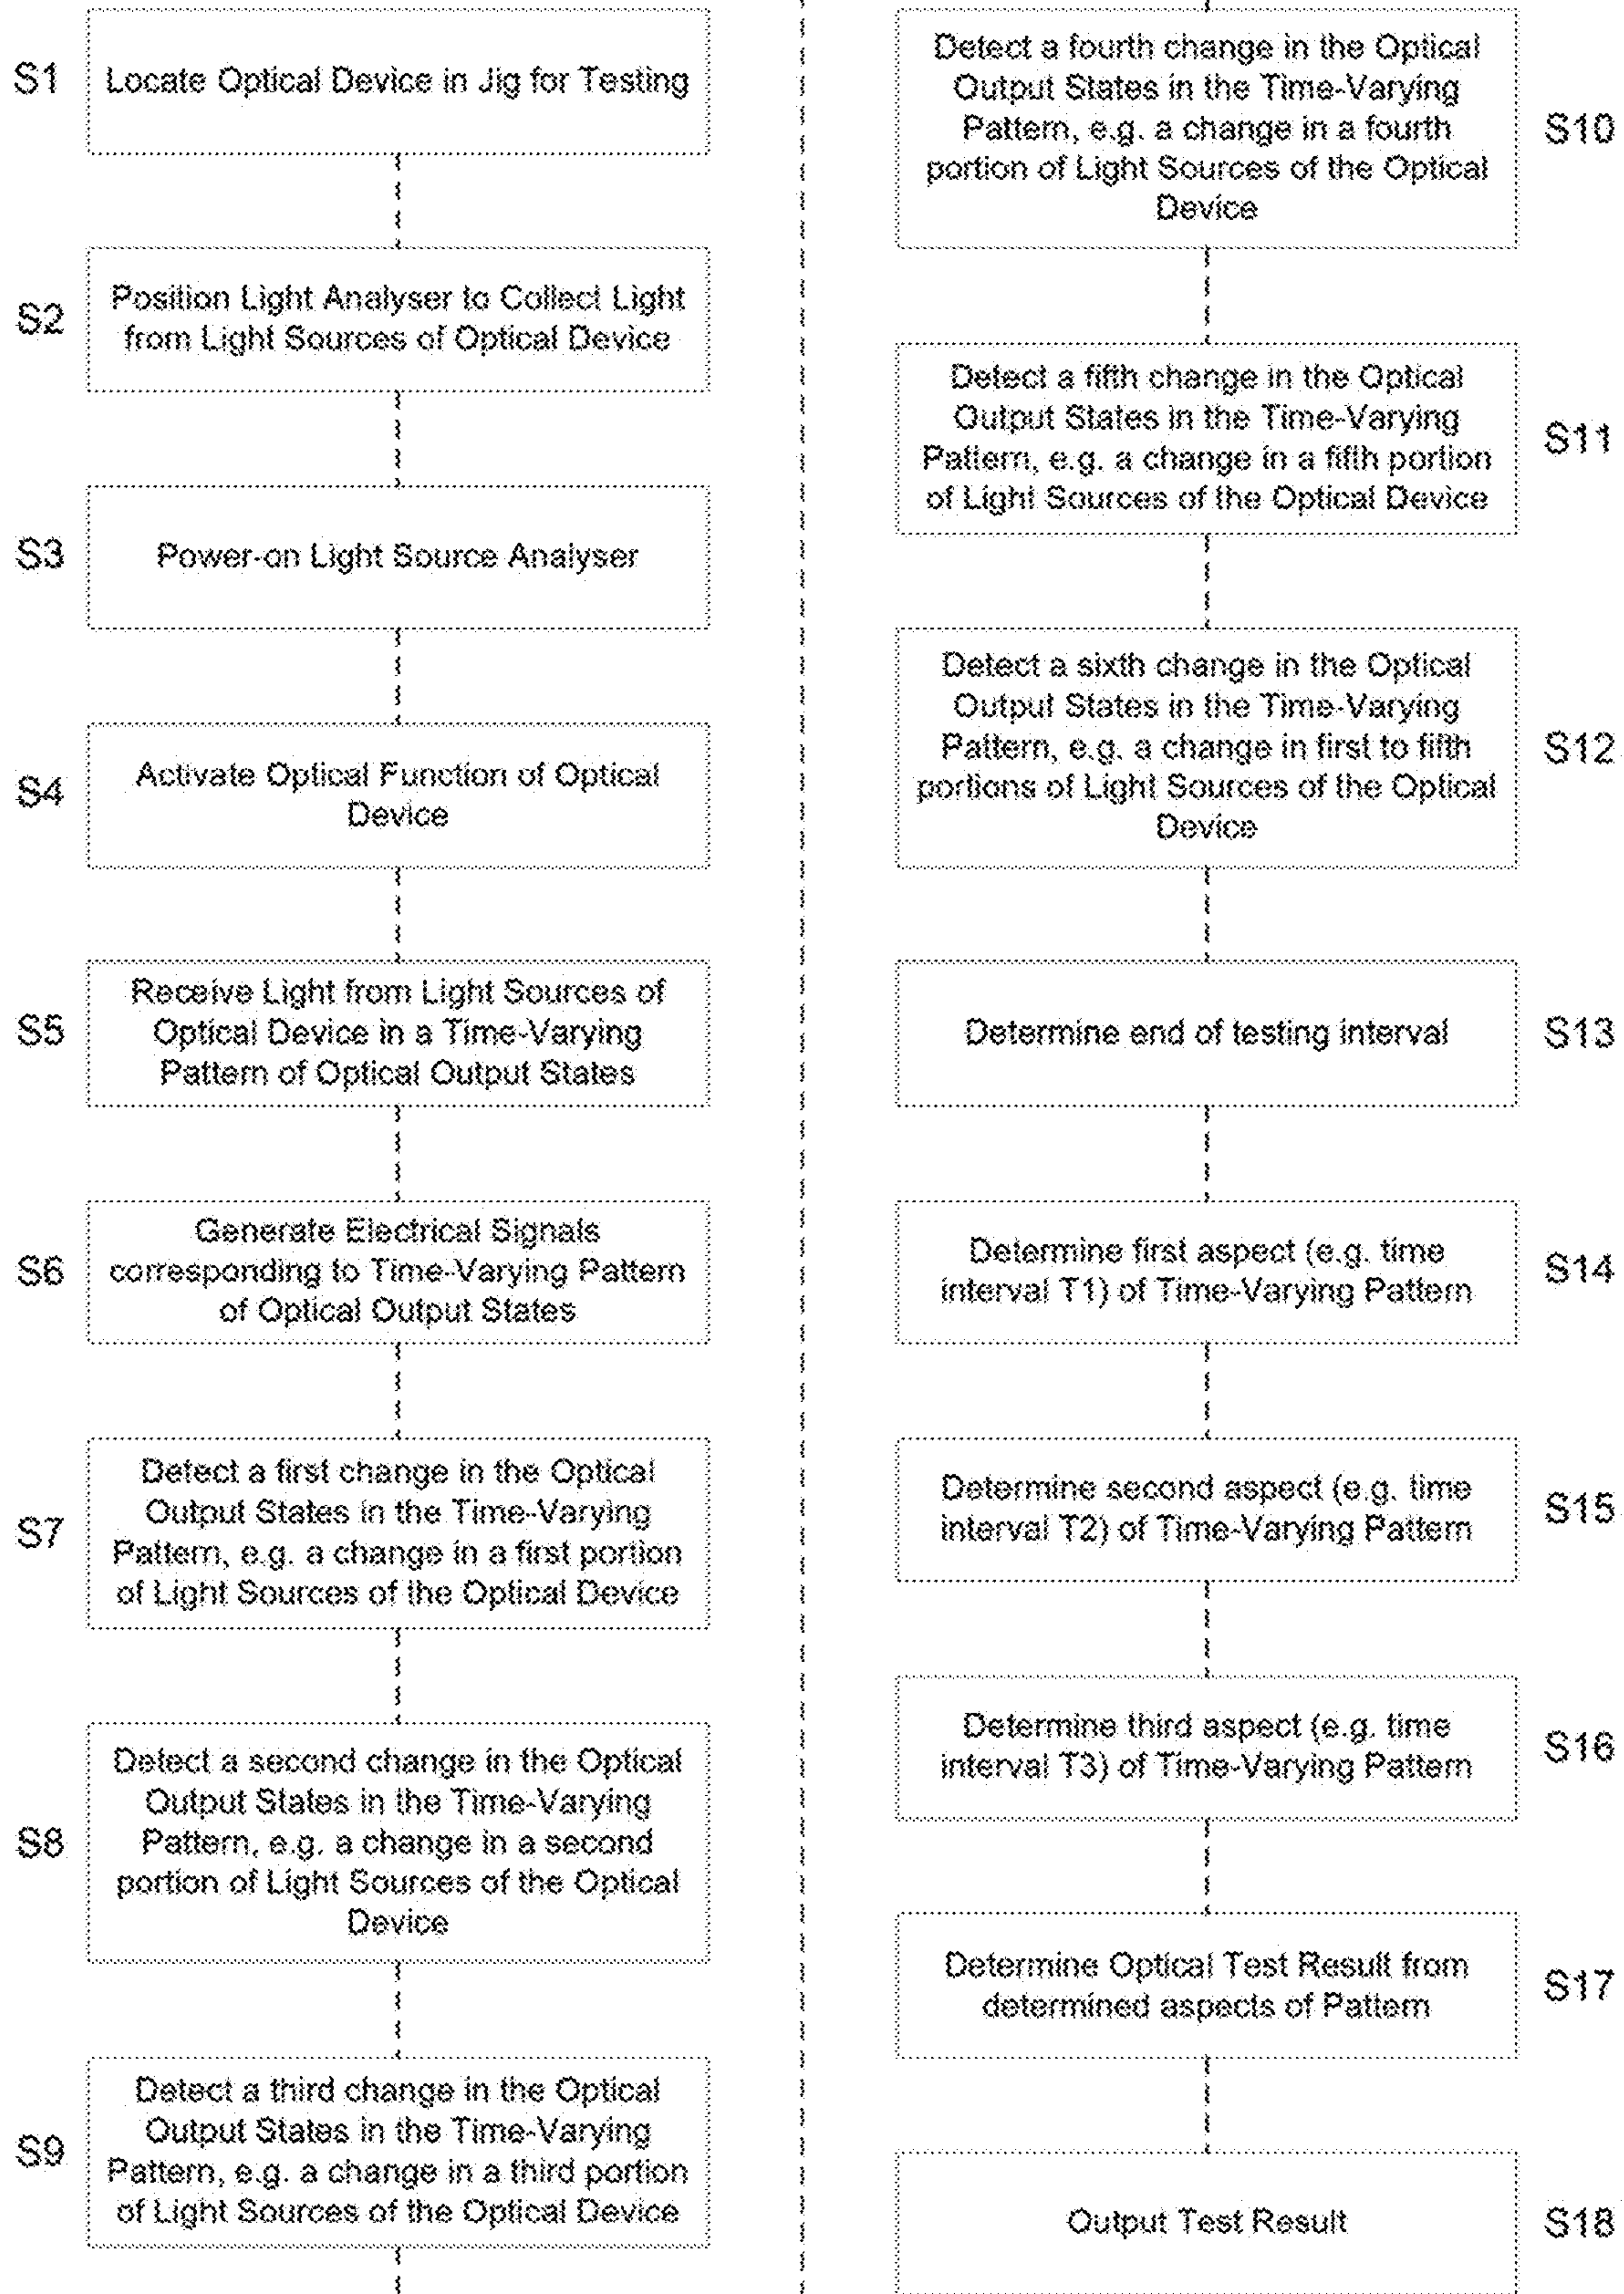 S1
Locate Optical Device in Jig for Testing
S2
Position Light Analyser to Collect Light
from Light Sources of Optical Device
S3
Power-on Light Source Analyser
S4
Activate Optical Function of Optical
Device
S5
Receive Light from Light Sources of
Optical Device in a Time-Varying
Pattern of Optical Output States
S6
Generate Electrical Signals
corresponding to Time-Varying Pattern
of Optical Output States
S7
Detect a first change in the Optical
Output States in the Time-Varying
Pattern, e.g. a change in a first portion
of Light Sources of the Optical Device
S8
Detect a second change in the Optical
Output States in the Time-Varying
Pattern, e.g. a change in a second
portion of Light Sources of the Optical
Device
S9
Detect a third change in the Optical
Output States in the Time-Varying
Pattern, e.g. a change in a third portion
of Light Sources of the Optical Device
Detect a fourth change in the Optical
Output States in the Time-Varying
Pattern, e.g. a change in a fourth
portion of Light Sources of the Optical
Device
S10
Detect a fifth change in the Optical
Output States in the Time-Varying
Pattern, e.g. a change in a fifth portion
of Light Sources of the Optical Device
S11
Detect a sixth change in the Optical
Output States in the Time-Varying
Pattern, e.g. a change in first to fifth
portions of Light Sources of the Optical
Device
S12
Determine end of testing interval
S13
Determine first aspect (e.g. time
interval T1) of Time-Varying Pattern
S14
Determine second aspect (e.g. time
interval T2) of Time-Varying Pattern
S15
Determine third aspect (e.g. time
interval T3) of Time-Varying Pattern
S16
Determine Optical Test Result from
determined aspects of Pattern
S17
Output Test Result
S18